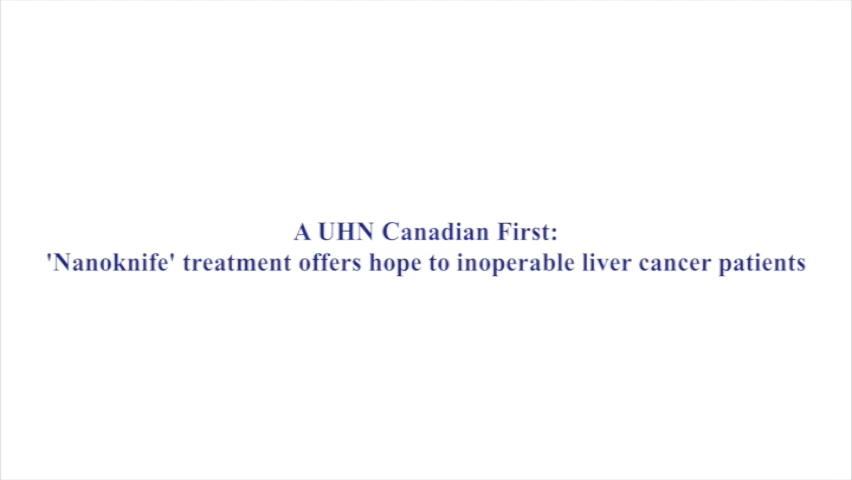 A UHN Canadian First:
'Nanoknife' treatment offers hope to inoperable liver cancer patients